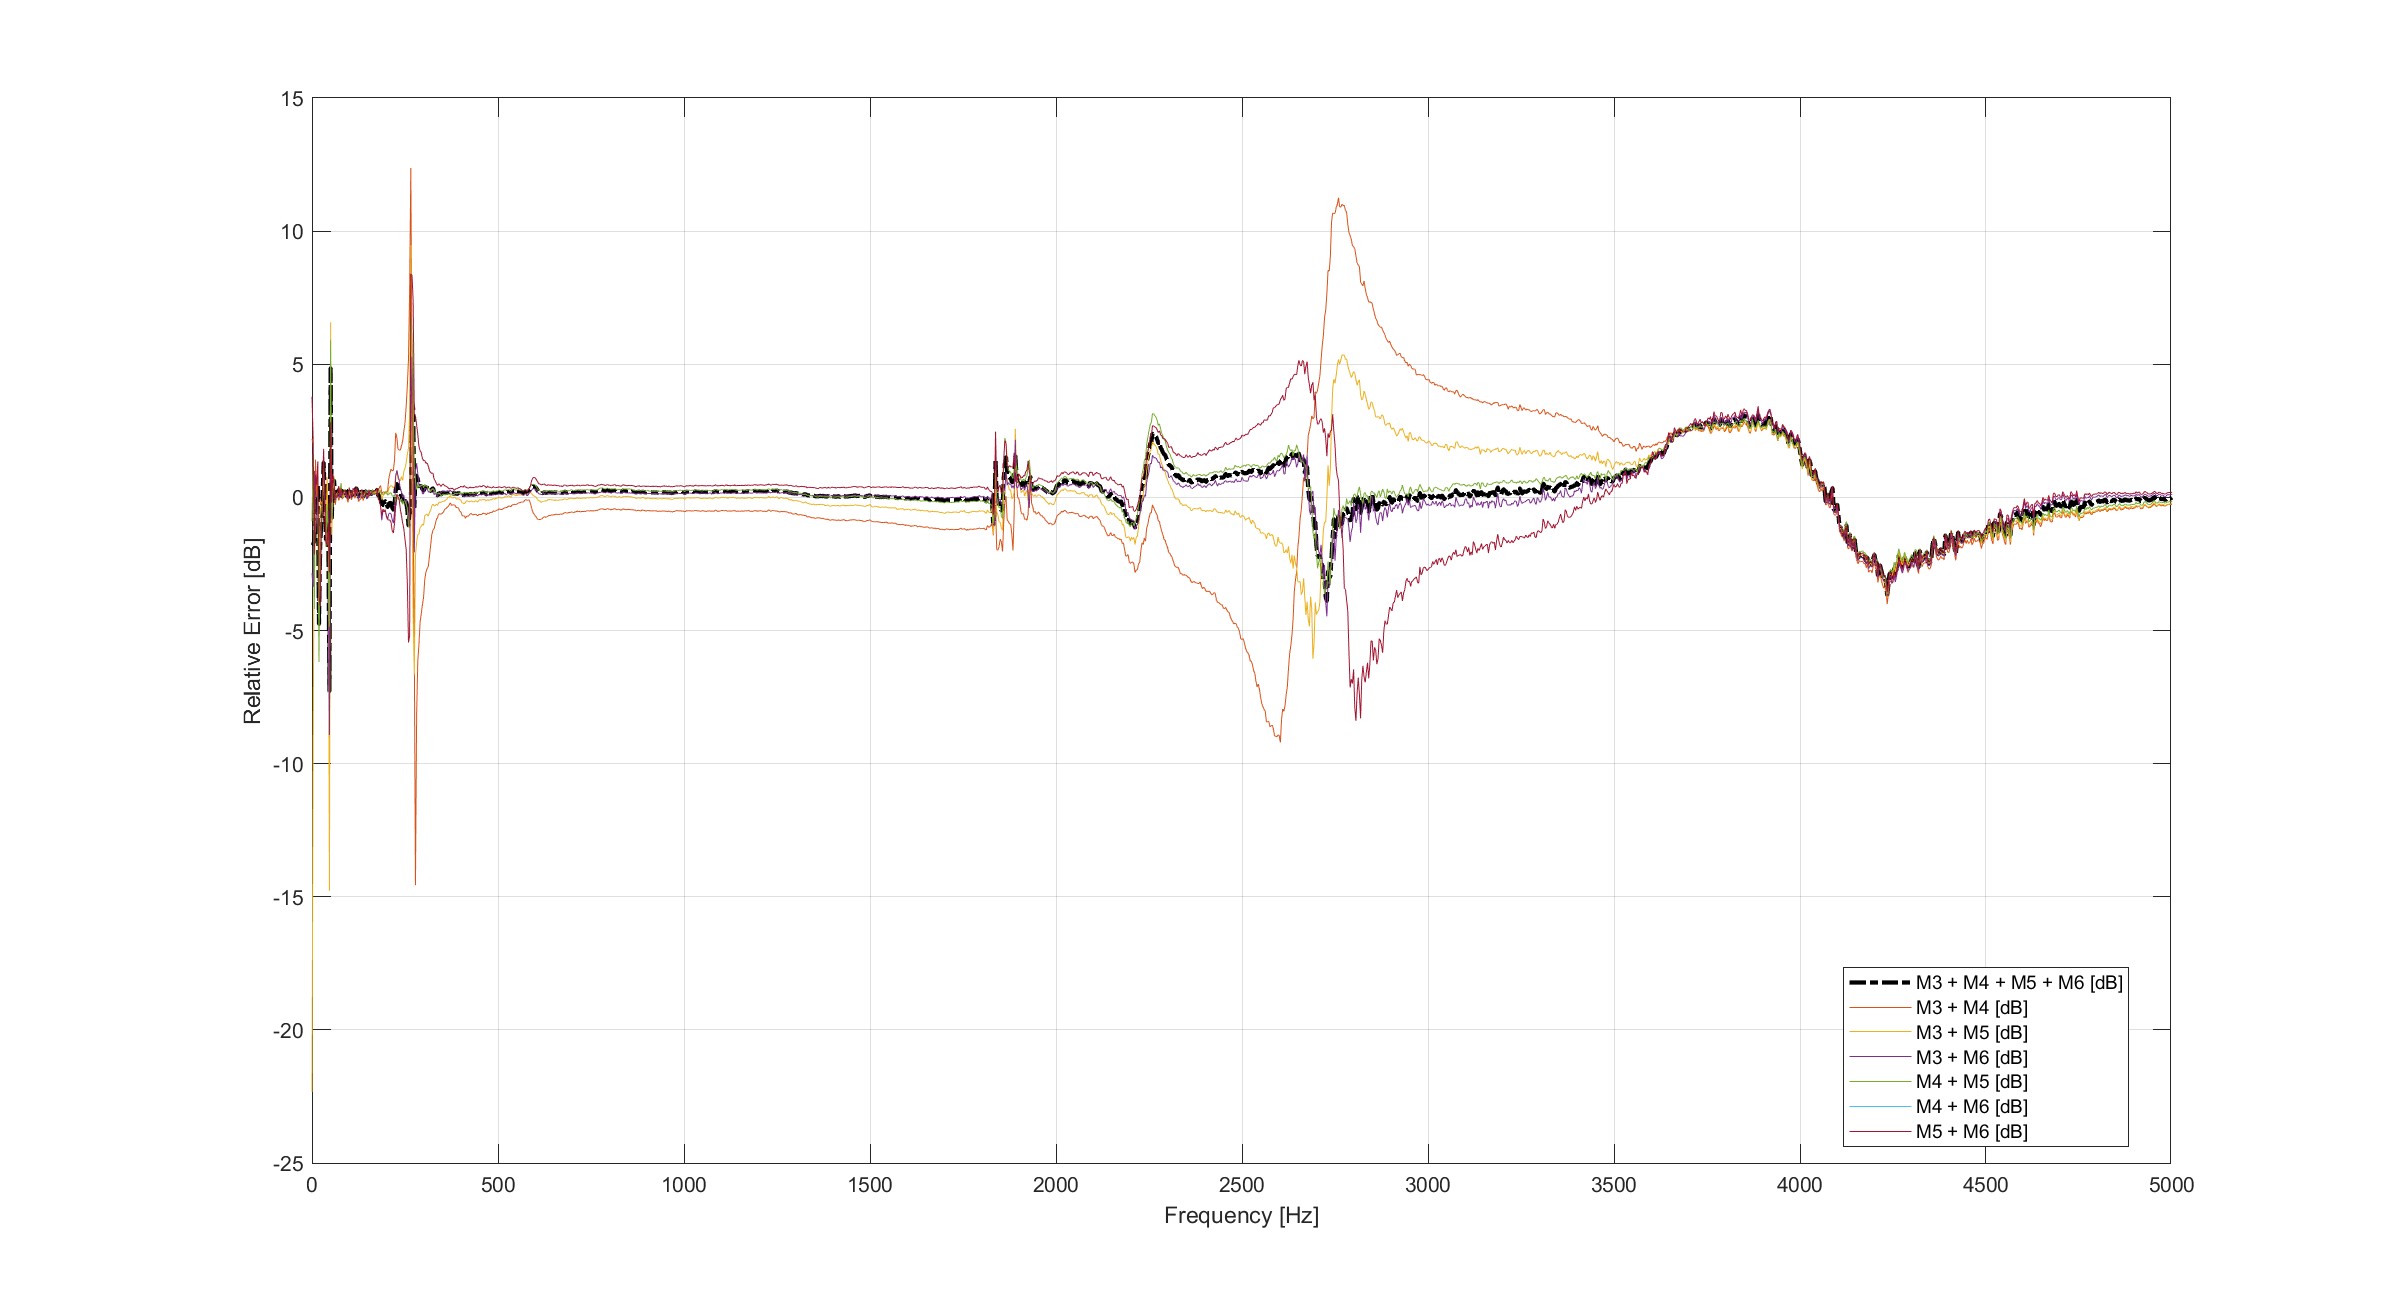 15
10
5
0
-5
-10
-15
-20
-25
Relative Error [dB]
0 500 1000 1500 2000 2500 3000 3500 4000 4500 5000
Frequency [Hz]
M3 + M4 + M5 + M6 [dB]
M3 + M4 [dB]
M3 + M5 [dB]
M3 + M6 [dB]
M4 + M5 [dB]
M4 + M6 [dB]
M5 + M6 [dB]